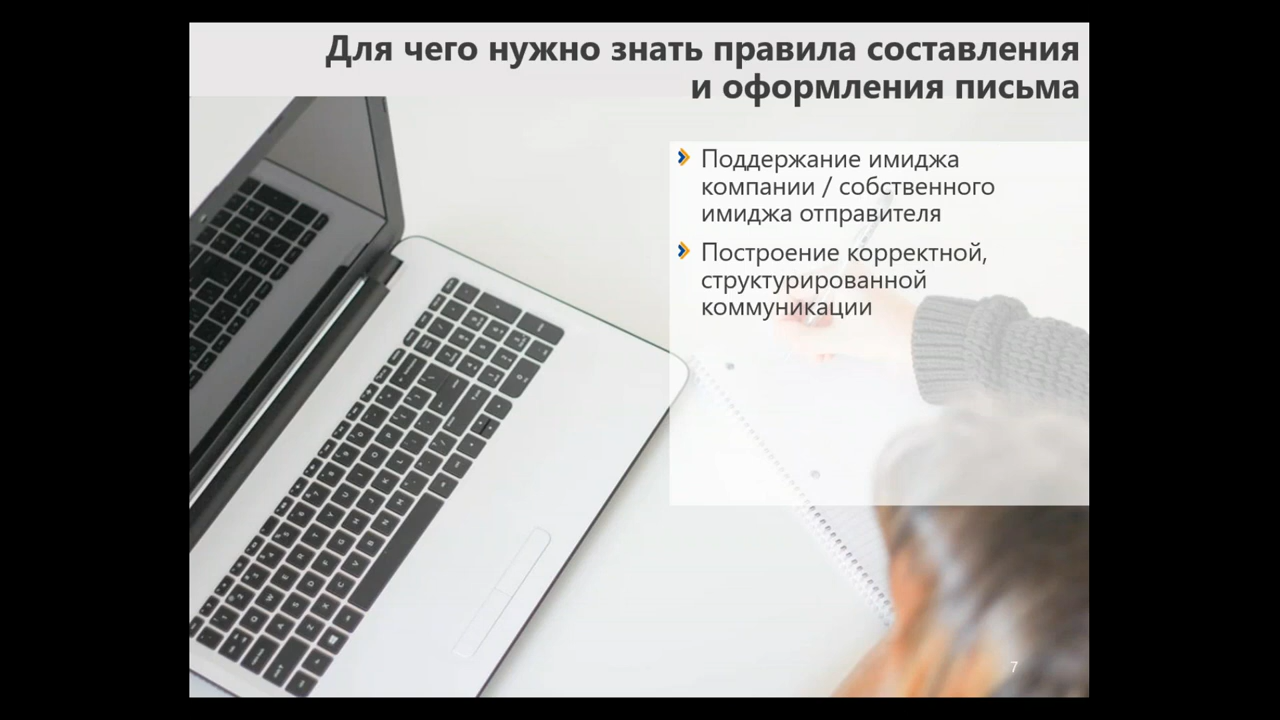 Для чего нужно знать правила составления
и оформления письма
Поддержание имиджа
компании / собственного
имиджа отправителя
Построение корректной,
структурированной
коммуникации
7